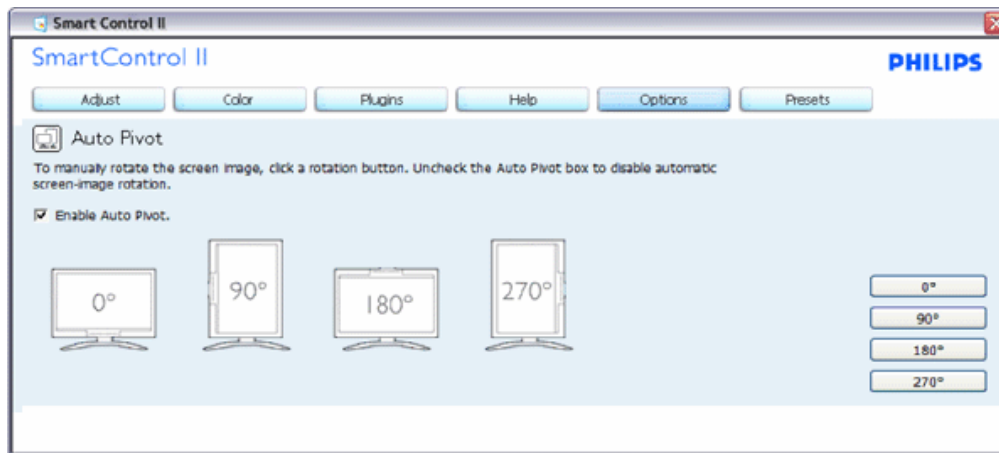 Smart Control II
SmartControl II
PHILIPS
Adjust
Color
Plugins
Help
Options
Presets
Auto Pivot
To manually rotate the screen image, click a rotation button. Uncheck the Auto Pivot box to disable automatic
screen-image rotation.
Enable Auto Pivot.
0°
90°
180°
270°
0°
90°
180°
270°